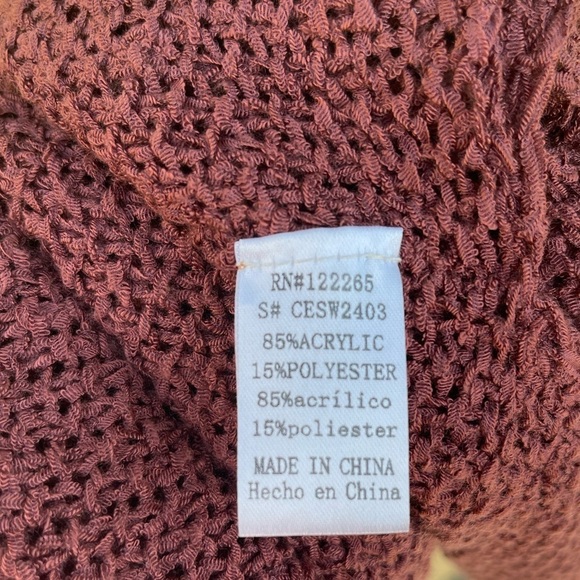 RN#122265
S# CESW2403
85%ACRYLIC
15%POLYESTER
85%acrílico
15%poliester
MADE IN CHINA
Hecho en China